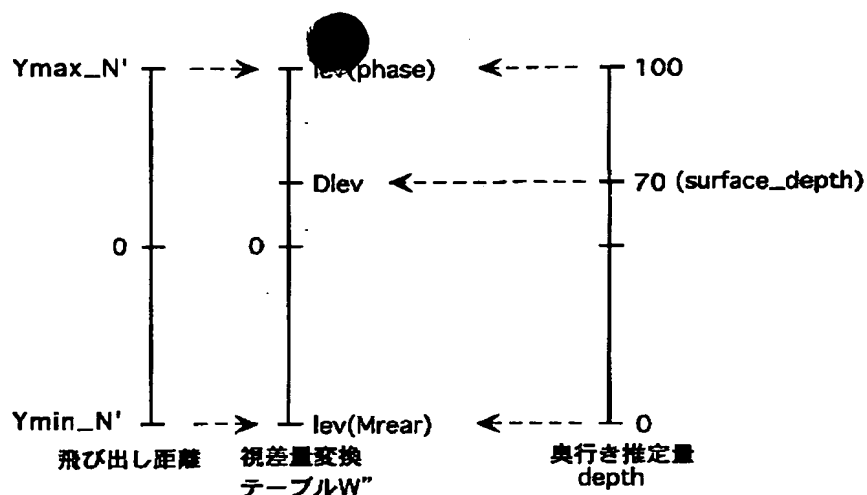 Ymax_N'
lev(phase)
100
Dlev
70 (surface_depth)
0
0
Ymin_N'
lev(Mrear)
0
飛び出し距離
視差量変換
テーブルW"
奥行き推定量
depth